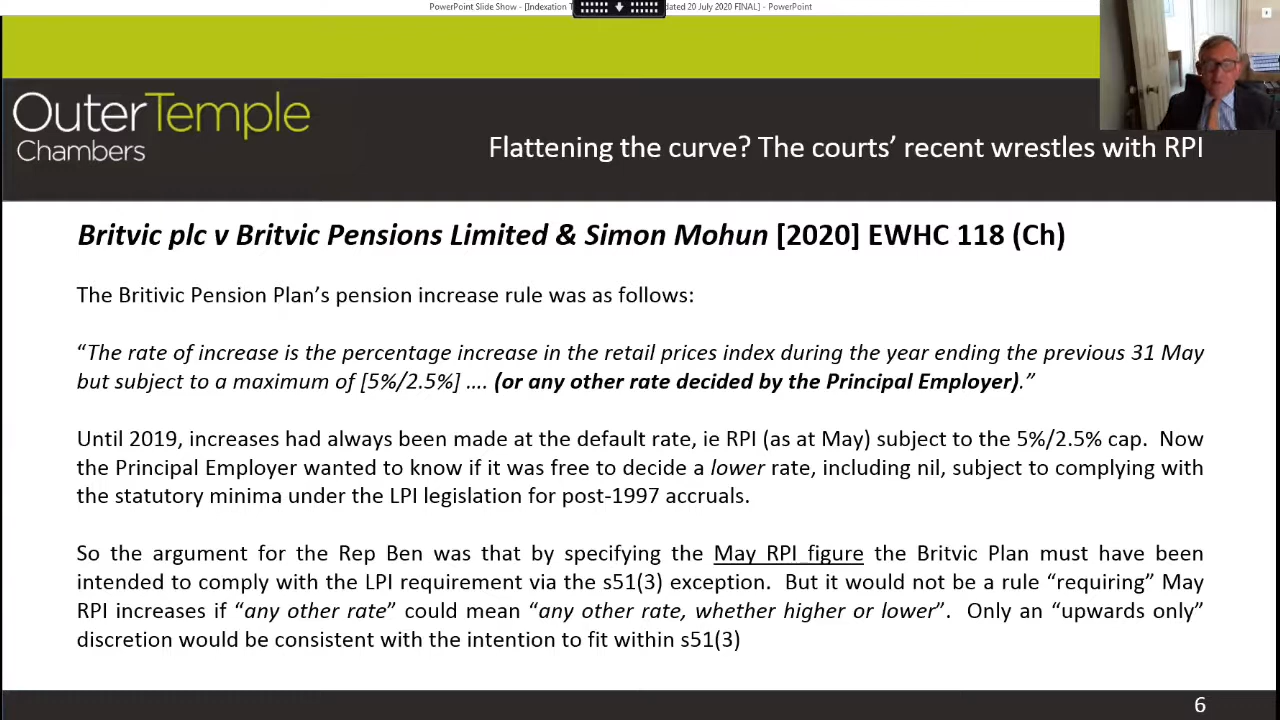 PowerPoint Slide Show - [Indexation T dated 20 July 2020 FINAL] - PowerPoint
OuterTemple
Chambers
Flattening the curve? The courts' recent wrestles with RPI
Britvic plc v Britvic Pensions Limited & Simon Mohun [2020] EWHC 118 (Ch)
The Britivic Pension Plan's pension increase rule was as follows:
“The rate of increase is the percentage increase in the retail prices index during the year ending the previous 31 May
but subject to a maximum of [5%/2.5%] .... (or any other rate decided by the Principal Employer).”
Until 2019, increases had always been made at the default rate, ie RPI (as at May) subject to the 5%/2.5% cap. Now
the Principal Employer wanted to know if it was free to decide a lower rate, including nil, subject to complying with
the statutory minima under the LPI legislation for post-1997 accruals.
So the argument for the Rep Ben was that by specifying the May RPI figure the Britvic Plan must have been
intended to comply with the LPI requirement via the s51(3) exception. But it would not be a rule “requiring” May
RPI increases if “any other rate” could mean “any other rate, whether higher or lower”. Only an “upwards only”
discretion would be consistent with the intention to fit within s51(3)
6